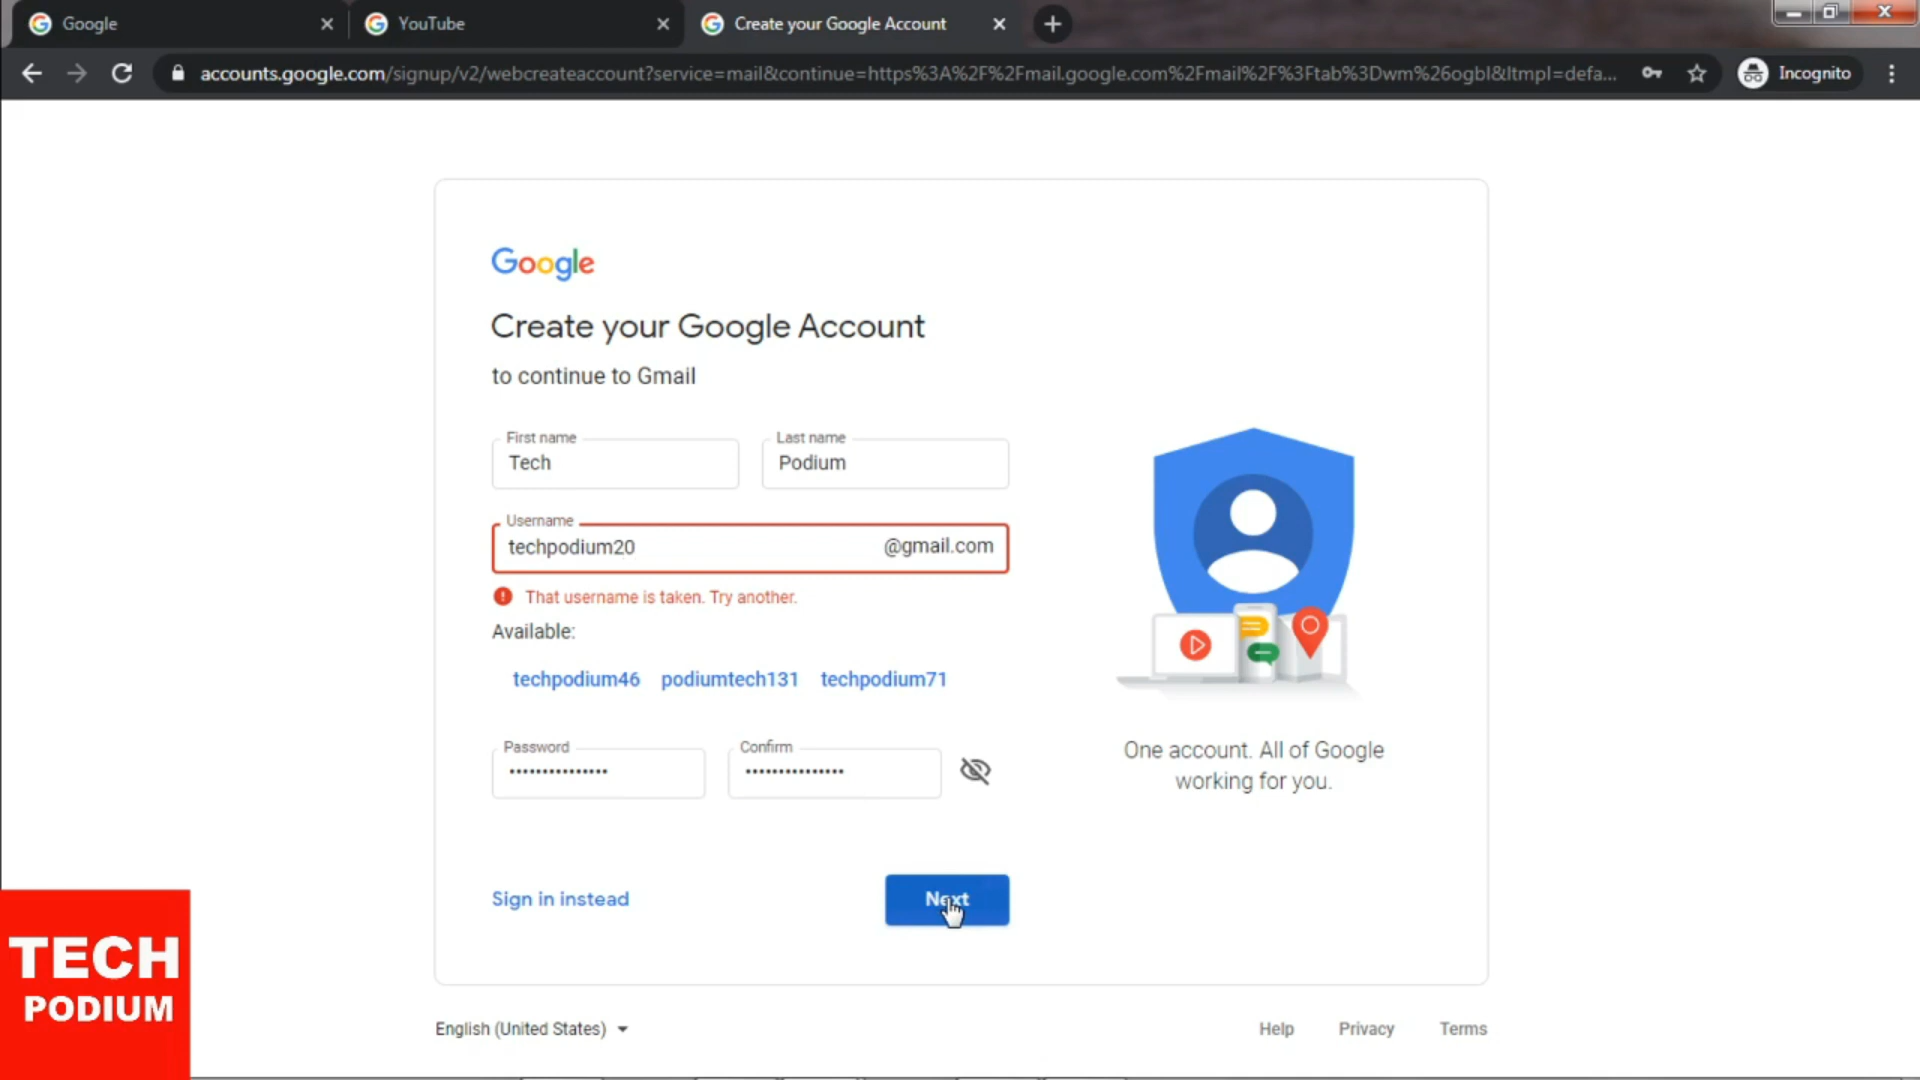 Google
YouTube
Create your Google Account
accounts.google.com/signup/v2/webcreateaccount?service=mail&continue=https%3A%2F%2Fmail.google.com%2Fmail%2F%3Ftab%3Dwm%26ogbl&ltmpl=defa...
Incognito
Google
Create your Google Account
to continue to Gmail
First name
Last name
Tech
Podium
Username
techpodium20
@gmail.com
That username is taken. Try another.
Available:
techpodium46 podiumtech131 techpodium71
Password
Confirm
One account. All of Google
working for you.
Sign in instead
Next
TECH
PODIUM
English (United States)
Help
Privacy
Terms